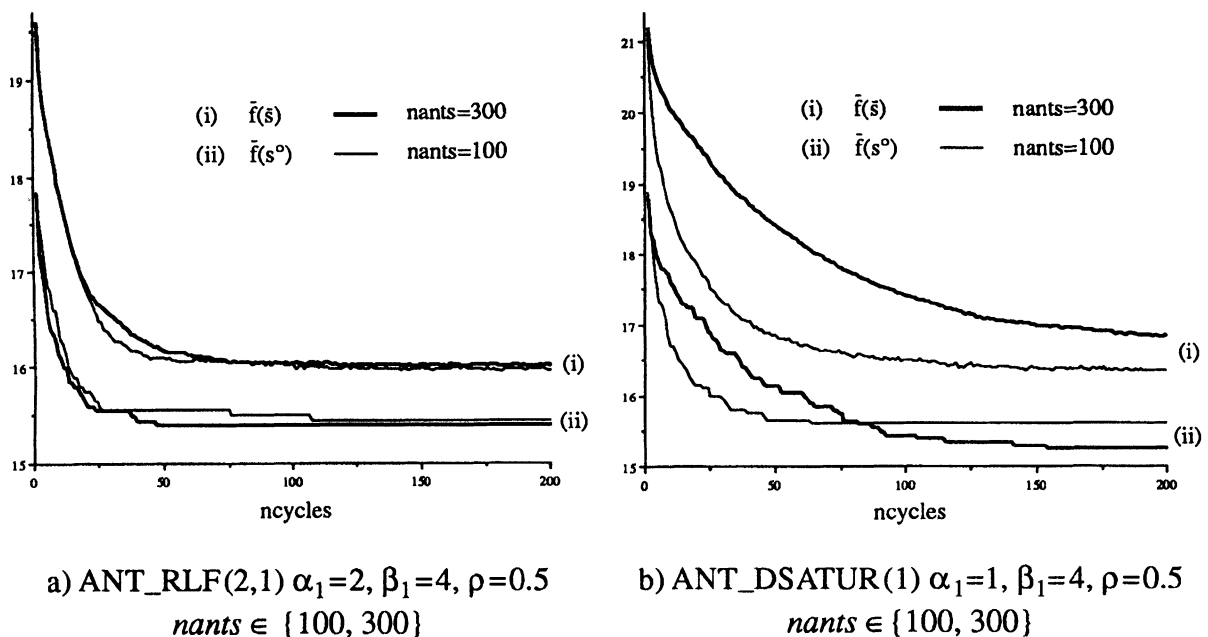 19
18
17
16
15
(i) f̄(s̄) nants=300
(ii) f̄(s°) nants=100
(i)
(ii)
0 50 100 150 200
ncycles
a) ANT_RLF(2,1) α₁=2, β₁=4, ρ=0.5
nants ∈ {100, 300}
21
20
19
18
17
16
15
(i) f̄(s̄) nants=300
(ii) f̄(s°) nants=100
(i)
(ii)
0 50 100 150 200
ncycles
b) ANT_DSATUR(1) α₁=1, β₁=4, ρ=0.5
nants ∈ {100, 300}